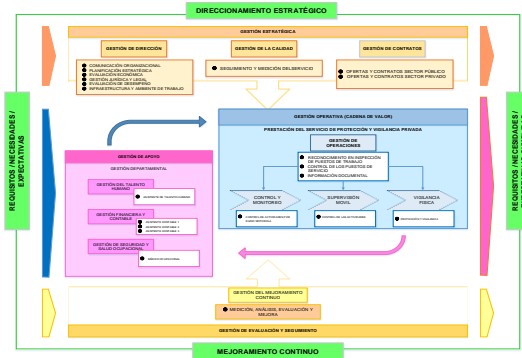 DIRECCIONAMIENTO ESTRATÉGICO
GESTIÓN ESTRATÉGICA
GESTIÓN DE DIRECCIÓN
COMUNICACIÓN ORGANIZACIONAL
PLANIFICACIÓN ESTRATÉGICA
EVALUACIÓN ECONÓMICA
GESTIÓN JURÍDICA Y LEGAL
EVALUACIÓN DE DESEMPEÑO
INFRAESTRUCTURA Y AMBIENTE DE TRABAJO
GESTIÓN DE LA CALIDAD
SEGUIMIENTO Y MEDICIÓN DEL SERVICIO
GESTIÓN DE CONTRATOS
OFERTAS Y CONTRATOS SECTOR PÚBLICO
OFERTAS Y CONTRATOS SECTOR PRIVADO
REQUISITOS / NECESIDADES /
EXPECTATIVAS
GESTIÓN OPERATIVA (CADENA DE VALOR)
PRESTACIÓN DEL SERVICIO DE PROTECCIÓN Y VIGILANCIA PRIVADA
GESTIÓN DE
OPERACIONES
RECONOCIMIENTO E INSPECCIÓN
DE PUESTOS DE TRABAJO
CONTROL DE LOS PUESTOS DE
SERVICIO
INFORMACIÓN DOCUMENTAL
CONTROL Y
MONITOREO
SUPERVISIÓN
MOVIL
VIGILANCIA
FISICA
GESTIÓN DE APOYO
GESTIÓN DEPARTAMENTAL
GESTIÓN DEL TALENTO
HUMANO
GESTIÓN FINANCIERA Y
CONTABLE
GESTIÓN DE SEGURIDAD Y
SALUD OCUPACIONAL
REQUISITOS / NECESIDADES /
GESTIÓN DEL MEJORAMIENTO
CONTINUO
MEDICIÓN, ANÁLISIS, EVALUACIÓN Y
MEJORA
GESTIÓN DE EVALUACIÓN Y SEGUIMIENTO
MEJORAMIENTO CONTINUO